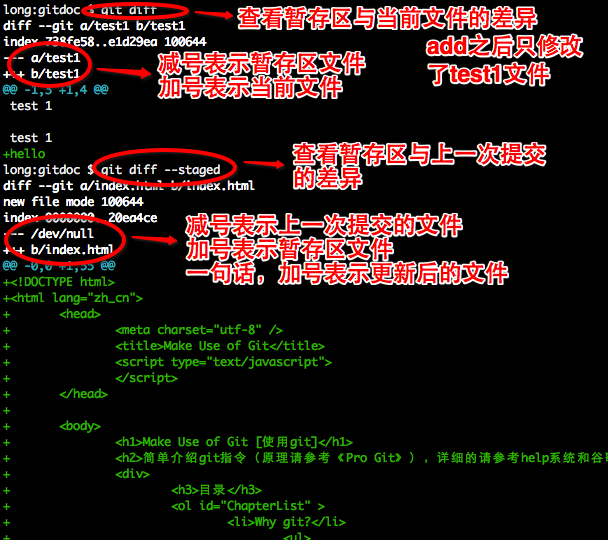 long:gitdoc $ git diff
查看暂存区与当前文件的差异
diff --git a/test1 b/test1
add之后只修改
了test1文件
index 738fe58..e1d29ea 100644
--- a/test1
+++ b/test1
减号表示暂存区文件
加号表示当前文件
@@ -1,3 +1,4 @@
test 1
test 1
+hello
long:gitdoc $ git diff --staged
查看暂存区与上一次提交
的差异
diff --git a/index.html b/index.html
new file mode 100644
index 0000000..20ea4ce
--- /dev/null
+++ b/index.html
减号表示上一次提交的文件
加号表示暂存区文件
一句话，加号表示更新后的文件
@@ -0,0 +1,35 @@
+<!DOCTYPE html>
+<html lang="zh_cn">
+ <head>
+ <meta charset="utf-8" />
+ <title>Make Use of Git</title>
+ <script type="text/javascript">
+ </script>
+ </head>
+
+ <body>
+ <h1>Make Use of Git [使用git]</h1>
+ <h2>简单介绍git指令（原理请参考《Pro Git》），详细的请参考help系统和谷
+ <div>
+ <h3>目录</h3>
+ <ol id="ChapterList" >
+ <li>Why git?</li>
+ <ul>